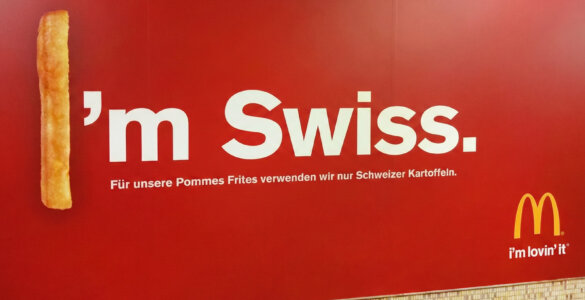 I'm Swiss.
Für unsere Pommes Frites verwenden wir nur Schweizer Kartoffeln.
M
i'm lovin' it®